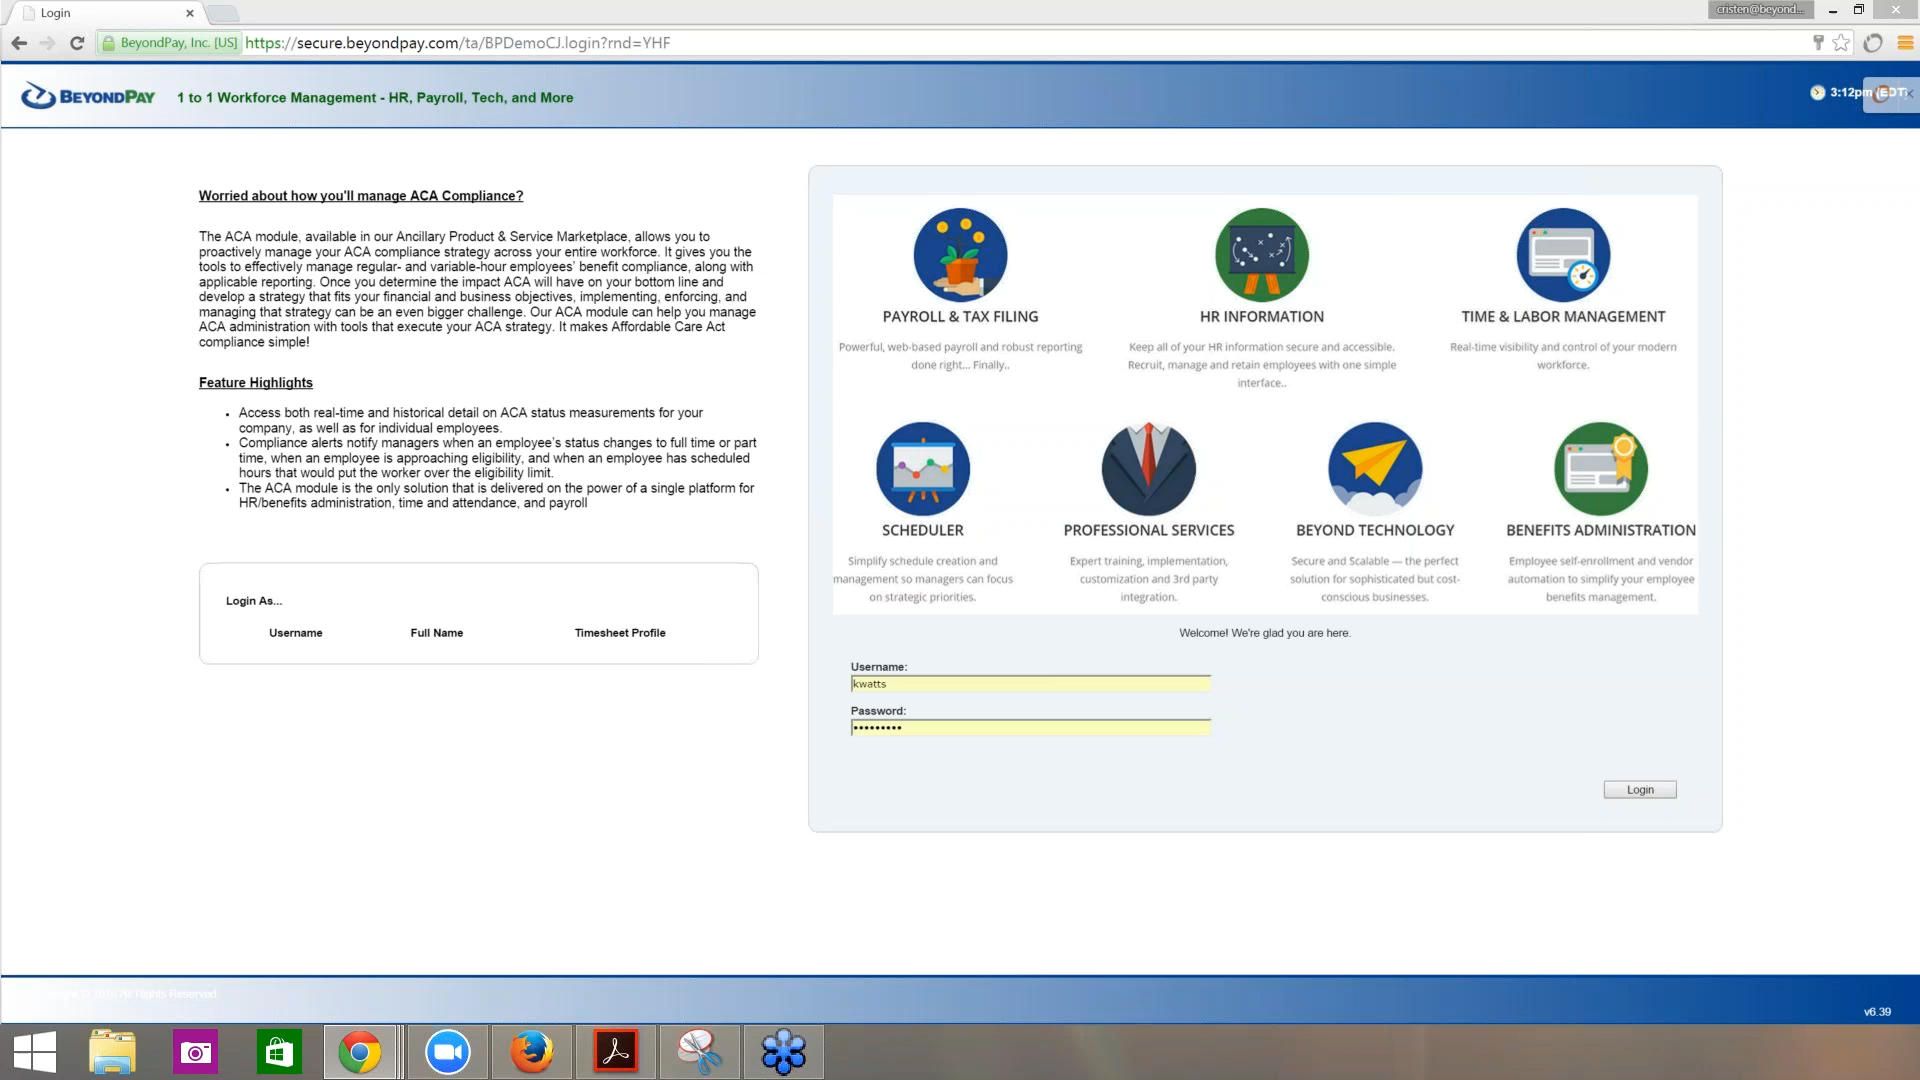 Login
cristen@beyond...
BeyondPay, Inc. [US]
https://secure.beyondpay.com/ta/BPDemoCJ.login?rnd=YHF
BEYONDPAY
1 to 1 Workforce Management - HR, Payroll, Tech, and More
3:12pm (EDT)
Worried about how you'll manage ACA Compliance?
The ACA module, available in our Ancillary Product & Service Marketplace, allows you to
proactively manage your ACA compliance strategy across your entire workforce. It gives you the
tools to effectively manage regular- and variable-hour employees' benefit compliance, along with
applicable reporting. Once you determine the impact ACA will have on your bottom line and
develop a strategy that fits your financial and business objectives, implementing, enforcing, and
managing that strategy can be an even bigger challenge. Our ACA module can help you manage
ACA administration with tools that execute your ACA strategy. It makes Affordable Care Act
compliance simple!
Feature Highlights
Access both real-time and historical detail on ACA status measurements for your
company, as well as for individual employees.
Compliance alerts notify managers when an employee's status changes to full time or part
time, when an employee is approaching eligibility, and when an employee has scheduled
hours that would put the worker over the eligibility limit.
The ACA module is the only solution that is delivered on the power of a single platform for
HR/benefits administration, time and attendance, and payroll
Login As...
Username Full Name Timesheet Profile
PAYROLL & TAX FILING
Powerful, web-based payroll and robust reporting
done right... Finally..
HR INFORMATION
Keep all of your HR information secure and accessible.
Recruit, manage and retain employees with one simple
interface..
TIME & LABOR MANAGEMENT
Real-time visibility and control of your modern
workforce.
SCHEDULER
Simplify schedule creation and
management so managers can focus
on strategic priorities.
PROFESSIONAL SERVICES
Expert training, implementation,
customization and 3rd party
integration.
BEYOND TECHNOLOGY
Secure and Scalable — the perfect
solution for sophisticated but cost-
conscious businesses.
BENEFITS ADMINISTRATION
Employee self-enrollment and vendor
automation to simplify your employee
benefits management.
Welcome! We're glad you are here.
Username:
kwatts
Password:
•••••••••
Login
All Rights Reserved.
v6.39